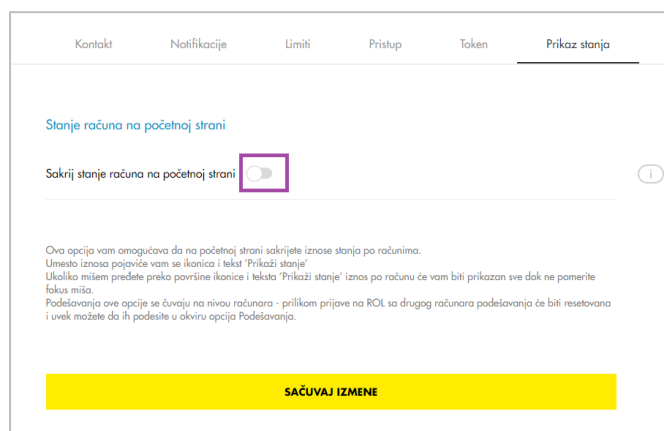 Kontakt Notifikacije Limiti Pristup Token Prikaz stanja
Stanje računa na početnoj strani
Sakrij stanje računa na početnoj strani i
Ova opcija vam omogućava da na početnoj strani sakrijete iznose stanja po računima.
Umesto iznosa pojaviće vam se ikonica i tekst 'Prikaži stanje'
Ukoliko mišem pređete preko površine ikonice i teksta 'Prikaži stanje' iznos po računu će vam biti prikazan sve dok ne pomerite
fokus miša.
Podešavanja ove opcije se čuvaju na nivou računara - prilikom prijave na ROL sa drugog računara podešavanja će biti resetovana
i uvek možete da ih podesite u okviru opcija Podešavanja.
SAČUVAJ IZMENE